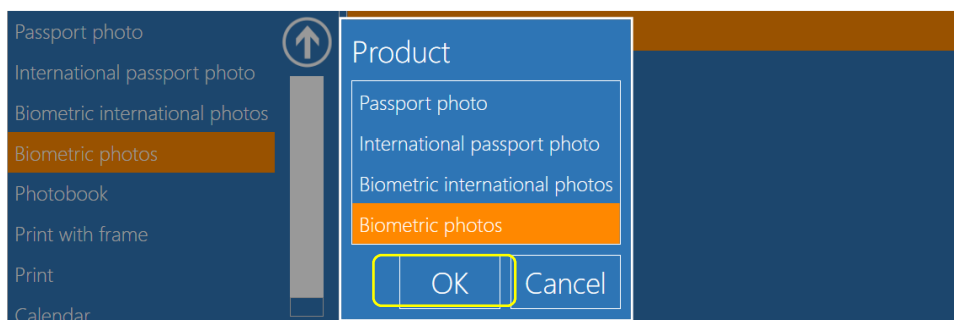 Passport photo
International passport photo
Biometric international photos
Biometric photos
Photobook
Print with frame
Print
Calendar
Product
Passport photo
International passport photo
Biometric international photos
Biometric photos
OK
Cancel